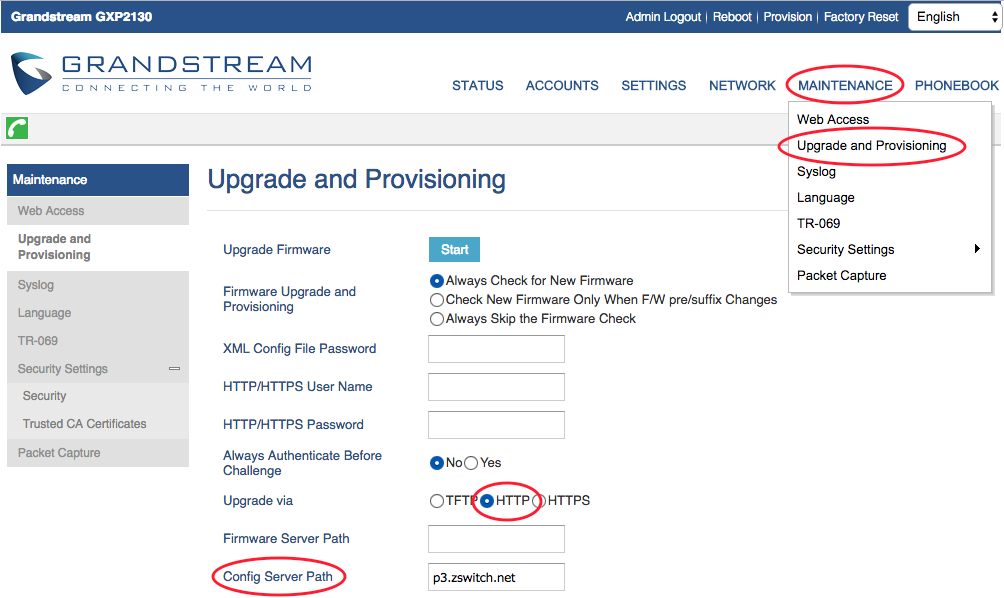 Grandstream GXP2130
Admin Logout | Reboot | Provision | Factory Reset
English
GRANDSTREAM
CONNECTING THE WORLD
STATUS ACCOUNTS SETTINGS NETWORK MAINTENANCE PHONEBOOK
Web Access
Upgrade and Provisioning
Syslog
Language
TR-069
Security Settings
Packet Capture
Maintenance
Web Access
Upgrade and
Provisioning
Syslog
Language
TR-069
Security Settings
Security
Trusted CA Certificates
Packet Capture
Upgrade and Provisioning
Upgrade Firmware Start
Firmware Upgrade and
Provisioning
Always Check for New Firmware
Check New Firmware Only When F/W pre/suffix Changes
Always Skip the Firmware Check
XML Config File Password
HTTP/HTTPS User Name
HTTP/HTTPS Password
Always Authenticate Before
Challenge
No Yes
Upgrade via TFTP HTTP HTTPS
Firmware Server Path
Config Server Path p3.zswitch.net